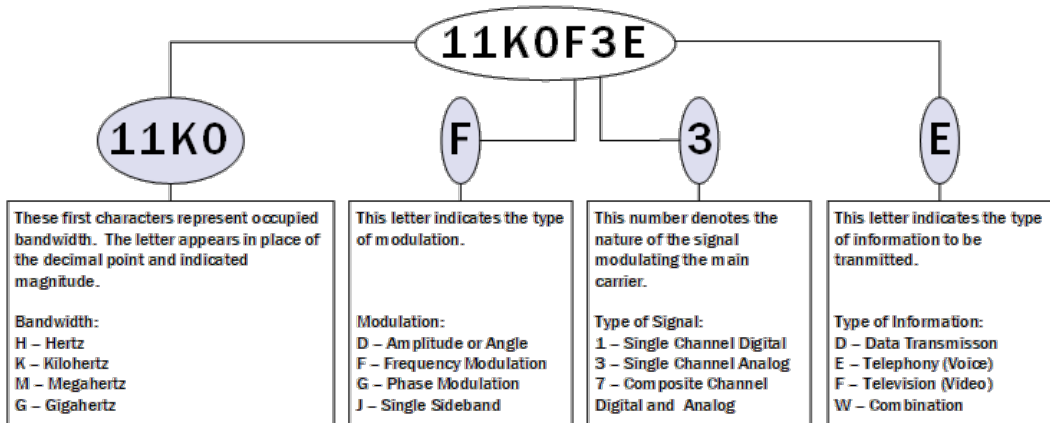 11K0F3E
11K0
F
3
E
These first characters represent occupied
bandwidth. The letter appears in place of
the decimal point and indicated
magnitude.
Bandwidth:
H – Hertz
K – Kilohertz
M – Megahertz
G – Gigahertz
This letter indicates the type
of modulation.
Modulation:
D – Amplitude or Angle
F – Frequency Modulation
G – Phase Modulation
J – Single Sideband
This number denotes the
nature of the signal
modulating the main
carrier.
Type of Signal:
1 – Single Channel Digital
3 – Single Channel Analog
7 – Composite Channel
Digital and Analog
This letter indicates the type
of information to be
tranmitted.
Type of Information:
D – Data Transmisson
E – Telephony (Voice)
F – Television (Video)
W – Combination